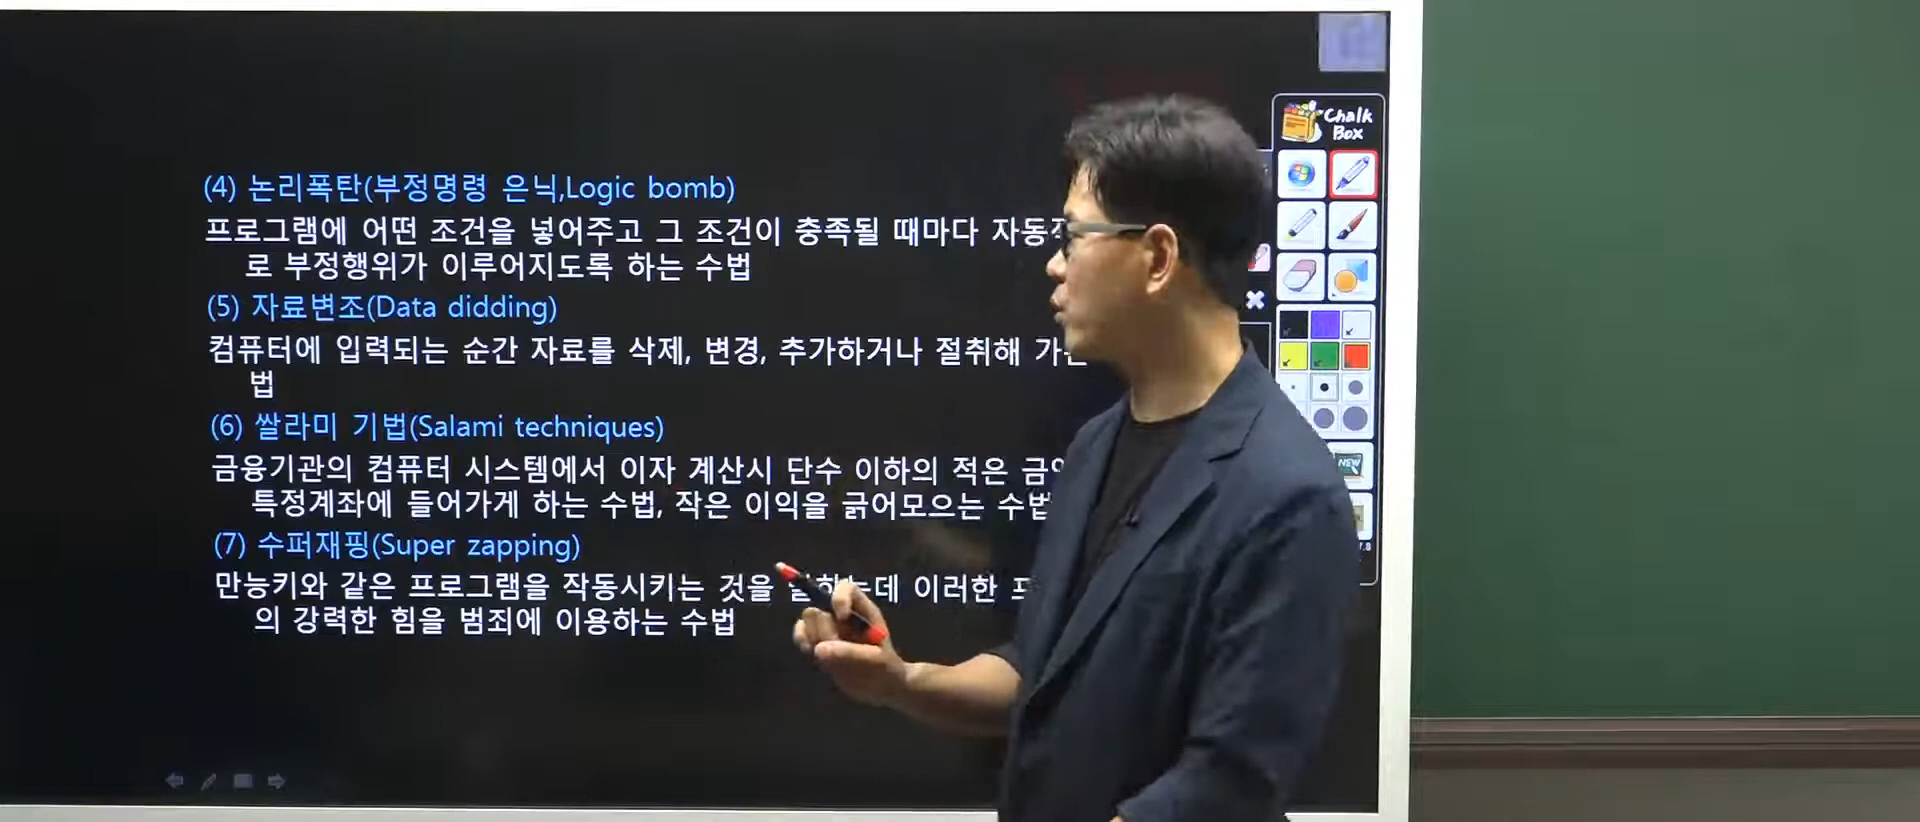 (4) 논리폭탄(부정명령 은닉,Logic bomb)
프로그램에 어떤 조건을 넣어주고 그 조건이 충족될 때마다
로 부정행위가 이루어지도록 하는 수법
(5) 자료변조(Data didding)
컴퓨터에 입력되는 순간 자료를 삭제, 변경, 추가하거나 절취해
법
(6) 쌀라미 기법(Salami techniques)
금융기관의 컴퓨터 시스템에서 이자 계산시 단수 이하의 적은
특정계좌에 들어가게 하는 수법, 작은 이익을 긁어모으는 수법
(7) 수퍼재핑(Super zapping)
만능키와 같은 프로그램을 작동시키는 것을 이러한
의 강력한 힘을 범죄에 이용하는 수법
Chalk
Box
NEW